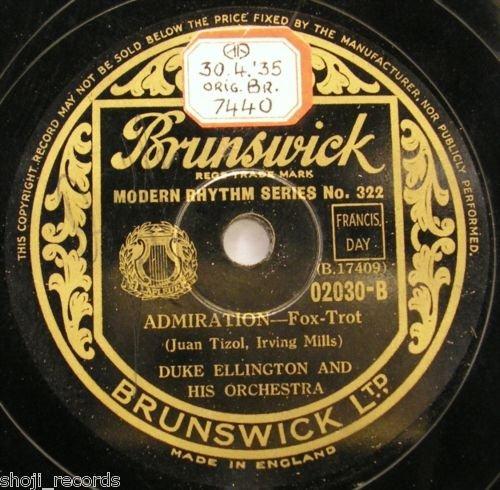 THIS COPYRIGHT RECORD MAY NOT BE SOLD BELOW THE PRICE FIXED BY THE MANUFACTURER, NOR PUBLICLY PERFORMED.
30.4.'35
ORIG. BR.
7440
Brunswick
REGD TRADE MARK
MODERN RHYTHM SERIES No. 322
FRANCIS,
DAY
(B.17409)
02030-B
ADMIRATION—Fox-Trot
(Juan Tizol, Irving Mills)
DUKE ELLINGTON AND
HIS ORCHESTRA
BRUNSWICK LTD.
MADE IN ENGLAND
shoji_records